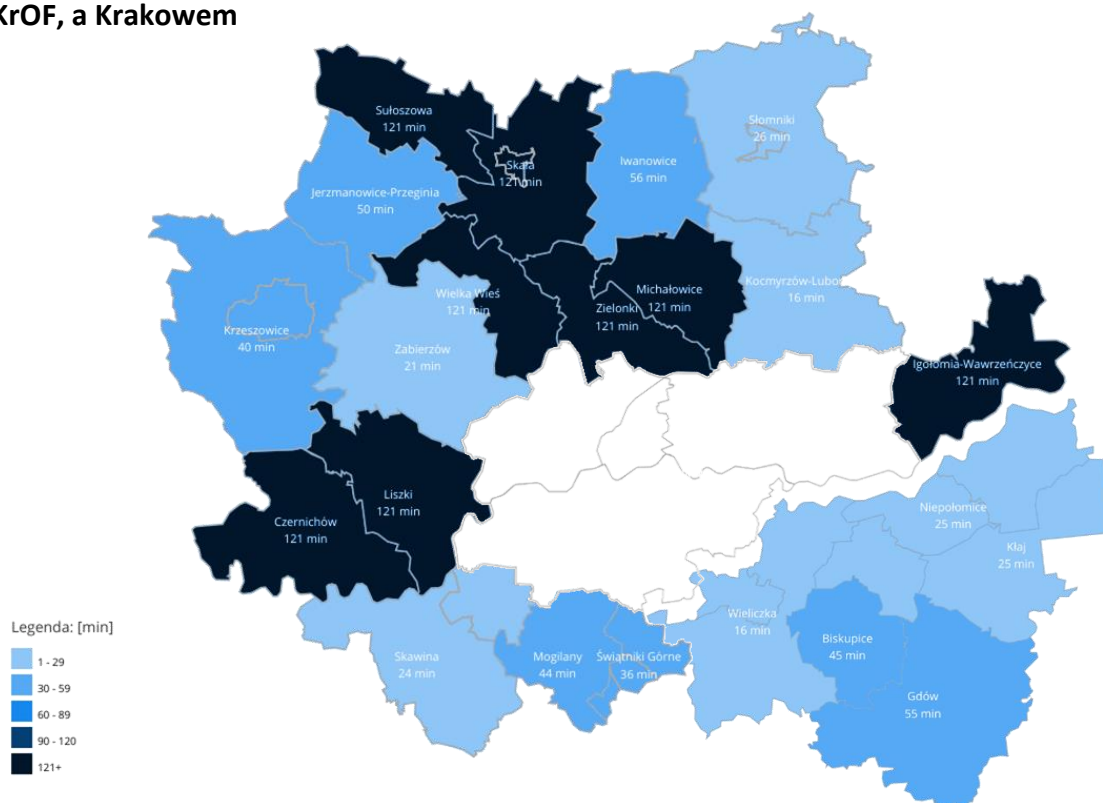 KrOF, a Krakowem
Sułoszowa
121 min
Skała
121 min
Iwanowice
56 min
Słomniki
26 min
Jerzmanowice-Przeginia
50 min
Wielka Wieś
121 min
Zielonki
121 min
Michałowice
121 min
Kocmyrzów-Lubor
16 min
Krzeszowice
40 min
Zabierzów
21 min
Igołomia-Wawrzeńczyce
121 min
Liszki
121 min
Czernichów
121 min
Niepołomice
25 min
Kłaj
25 min
Wieliczka
16 min
Biskupice
45 min
Skawina
24 min
Mogilany
44 min
Świątniki Górne
36 min
Gdów
55 min
Legenda: [min]
1 - 29
30 - 59
60 - 89
90 - 120
121+